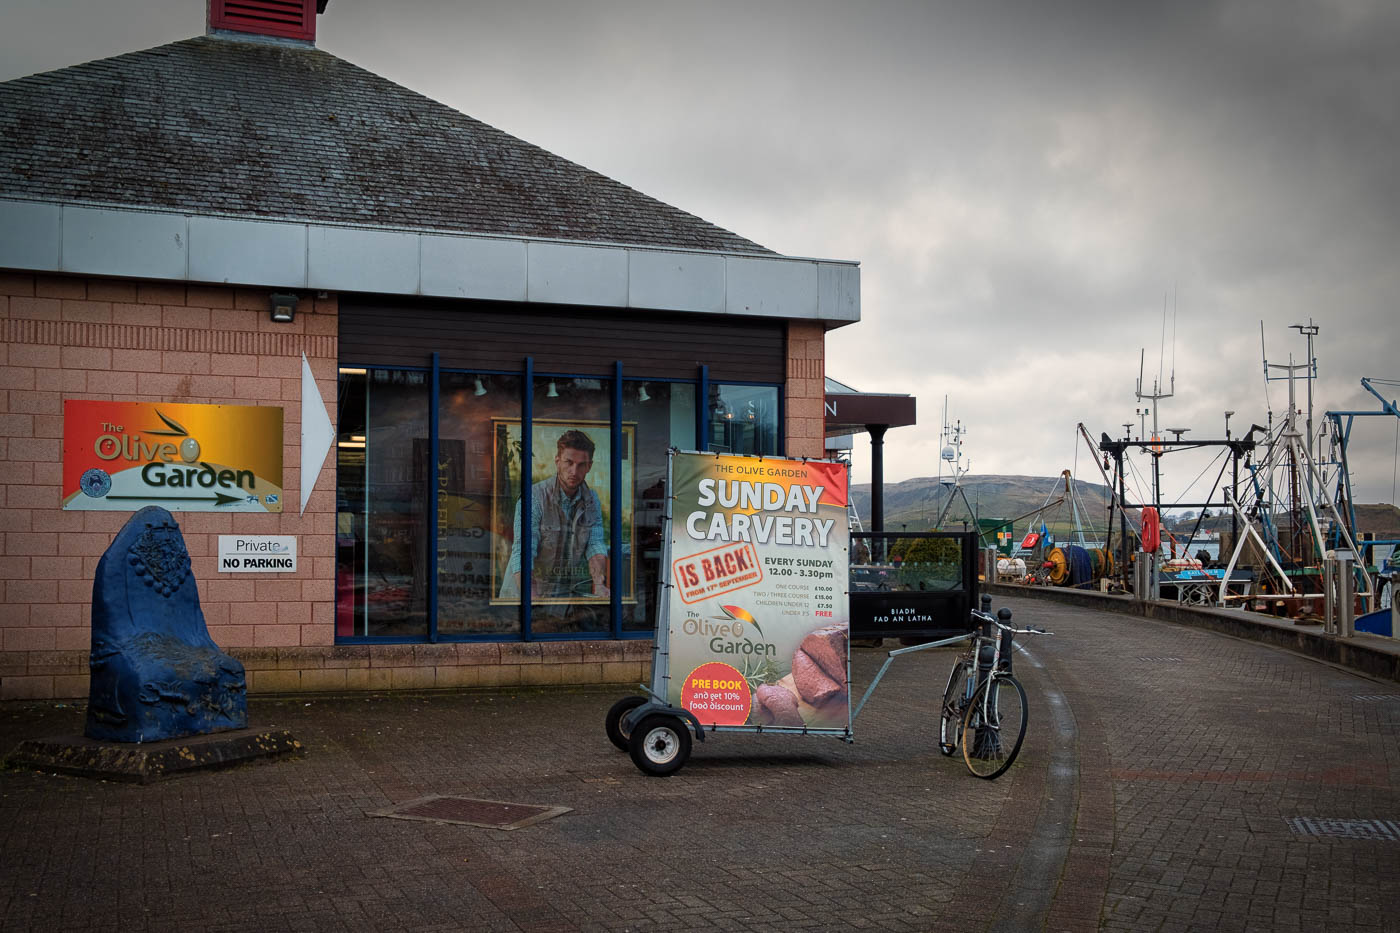 The
Olive
Garden
Private
NO PARKING
THE OLIVE GARDEN
SUNDAY
CARVERY
IS BACK!
FROM 17th SEPTEMBER
EVERY SUNDAY
12.00 - 3.30pm
ONE COURSE £10.00
TWO / THREE COURSE £15.00
CHILDREN UNDER 12 £7.50
UNDER 3'S FREE
The
Olive
Garden
PRE BOOK
and get 10%
food discount
N
BIADH
FAD AN LATHA